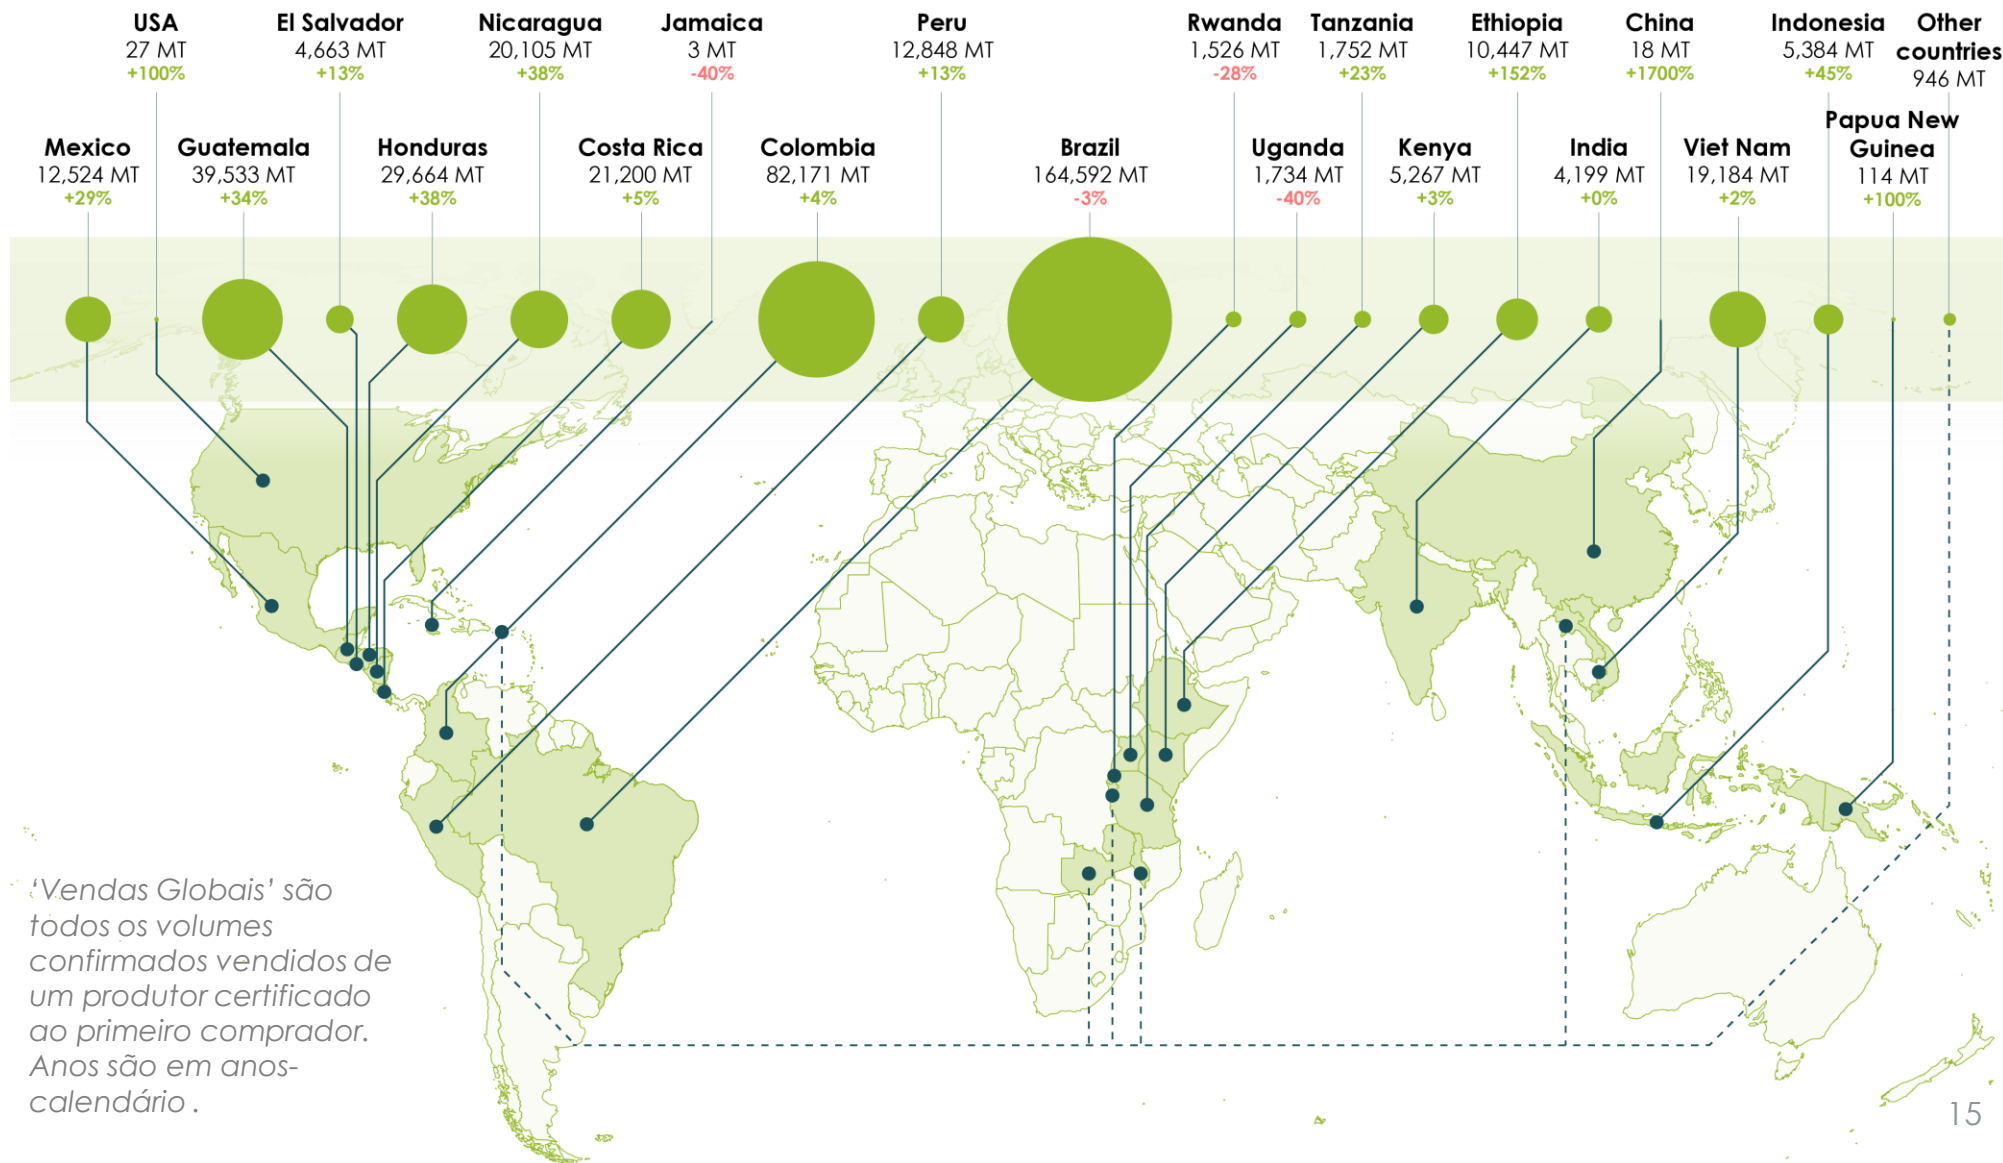 USA
27 MT
+100%
El Salvador
4,663 MT
+13%
Nicaragua
20,105 MT
+38%
Jamaica
3 MT
-40%
Peru
12,848 MT
+13%
Rwanda
1,526 MT
-28%
Tanzania
1,752 MT
+23%
Ethiopia
10,447 MT
+152%
China
18 MT
+1700%
Indonesia
5,384 MT
+45%
Other
countries
946 MT
Mexico
12,524 MT
+29%
Guatemala
39,533 MT
+34%
Honduras
29,664 MT
+38%
Costa Rica
21,200 MT
+5%
Colombia
82,171 MT
+4%
Brazil
164,592 MT
-3%
Uganda
1,734 MT
-40%
Kenya
5,267 MT
+3%
India
4,199 MT
+0%
Viet Nam
19,184 MT
+2%
Papua New
Guinea
114 MT
+100%
‘Vendas Globais’ são
todos os volumes
confirmados vendidos de
um produtor certificado
ao primeiro comprador.
Anos são em anos-
calendário .
15